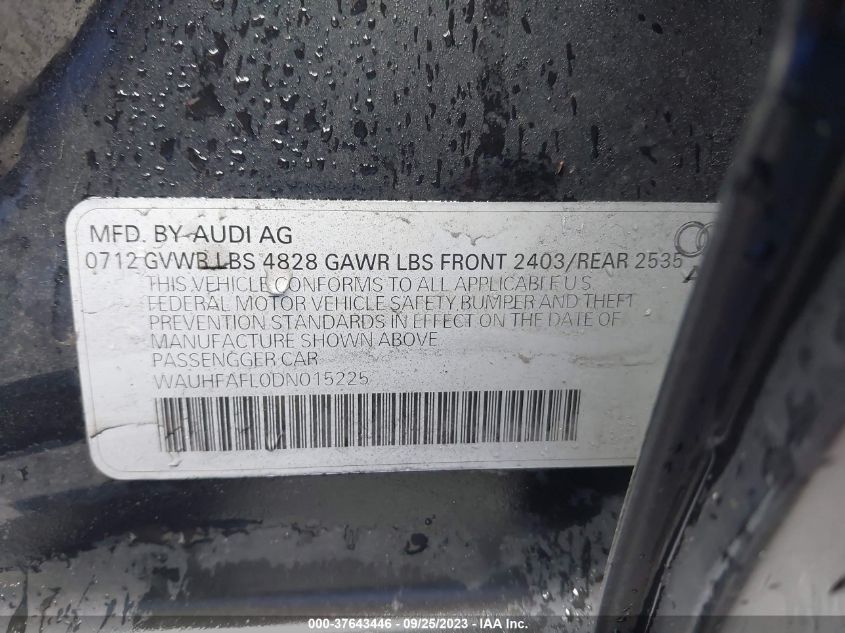 MFD. BY AUDI AG
0712 GVWR LBS 4828 GAWR LBS FRONT 2403/REAR 2535
THIS VEHICLE CONFORMS TO ALL APPLICABLE U.S.
FEDERAL MOTOR VEHICLE SAFETY, BUMPER AND THEFT
PREVENTION STANDARDS IN EFFECT ON THE DATE OF
MANUFACTURE SHOWN ABOVE
PASSENGGER CAR
WAUHFAFL0DN015225
000-37643446 - 09/25/2023 - IAA Inc.